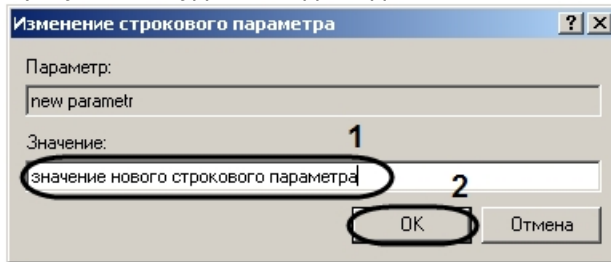 Изменение строкового параметра
Параметр:
new parametr
Значение:
1
значение нового строкового параметра
2
OK
Отмена